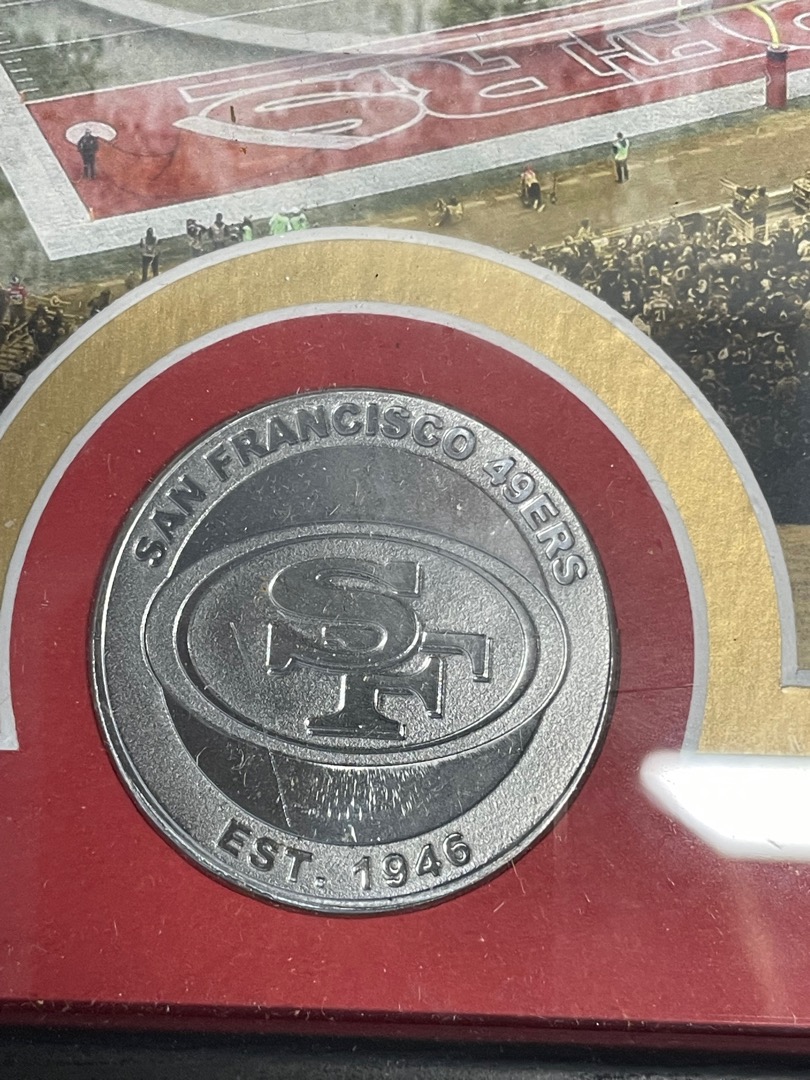 SAN FRANCISCO 49ERS
SF
EST. 1946